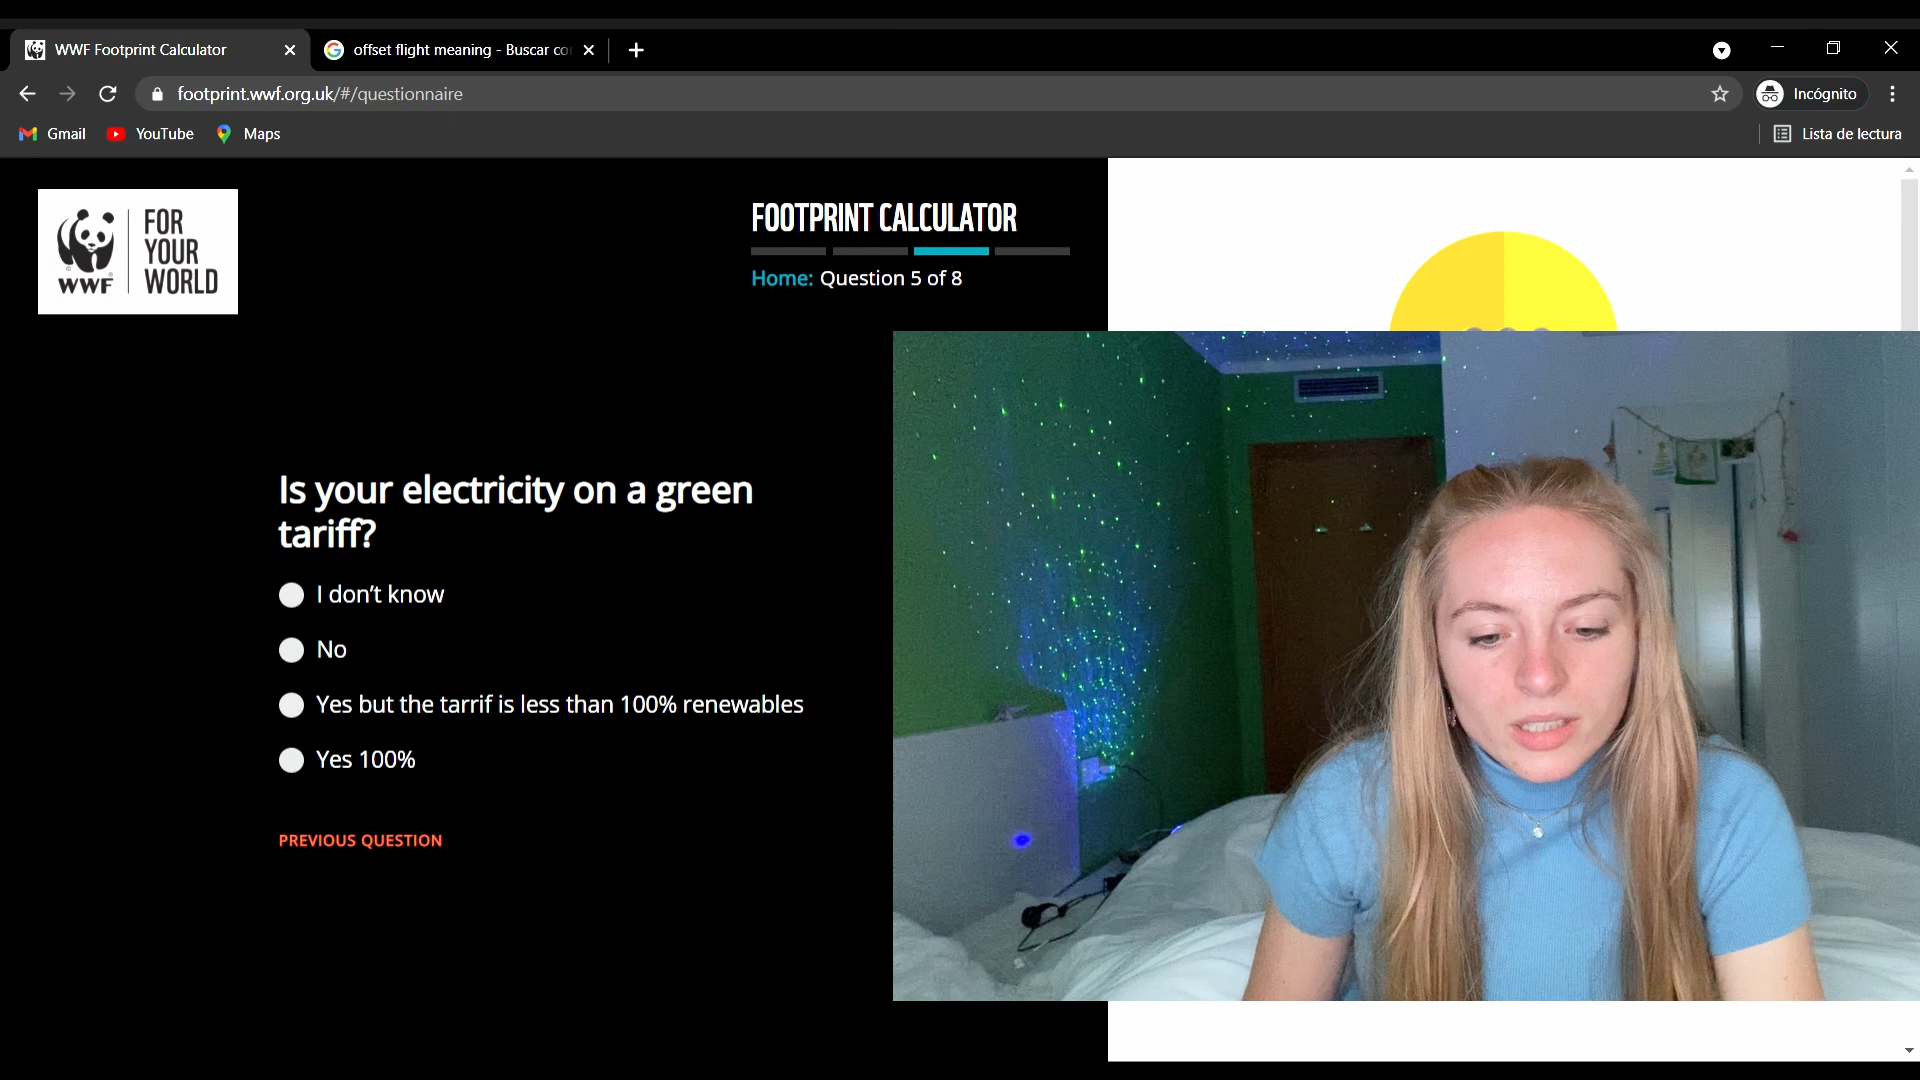 WWF Footprint Calculator
offset flight meaning - Buscar co
footprint.wwf.org.uk/#/questionnaire
Incógnito
Gmail
YouTube
Maps
Lista de lectura
WWF
FOR
YOUR
WORLD
FOOTPRINT CALCULATOR
Home: Question 5 of 8
Is your electricity on a green
tariff?
I don't know
No
Yes but the tarrif is less than 100% renewables
Yes 100%
PREVIOUS QUESTION